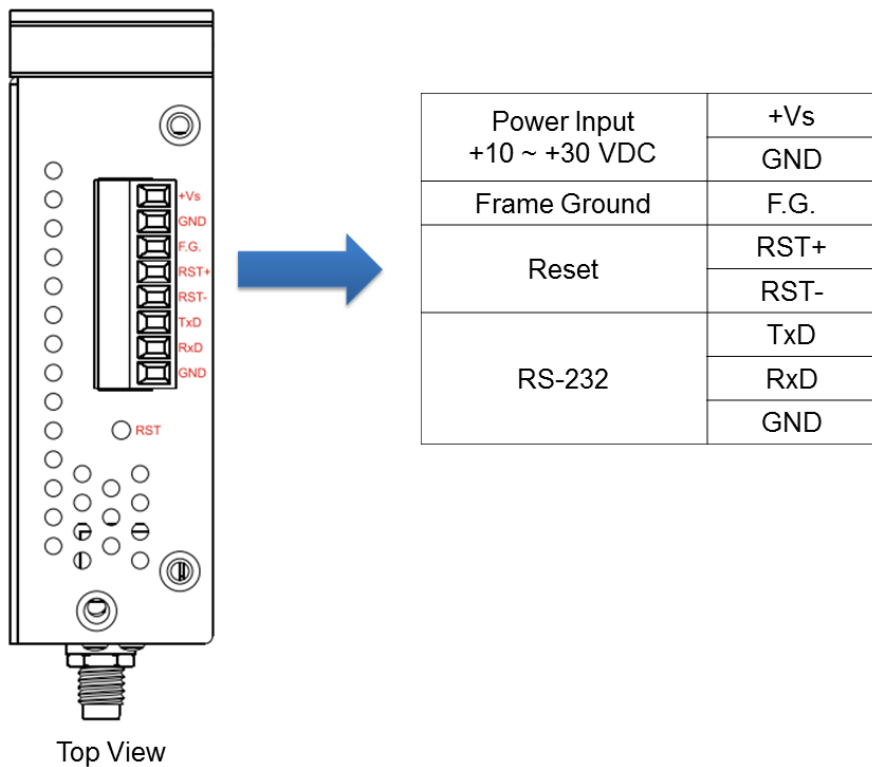 +Vs
GND
F.G.
RST+
RST-
TxD
RxD
GND
RST
Top View
Power Input
+10 ~ +30 VDC
+Vs
GND
Frame Ground
F.G.
Reset
RST+
RST-
RS-232
TxD
RxD
GND